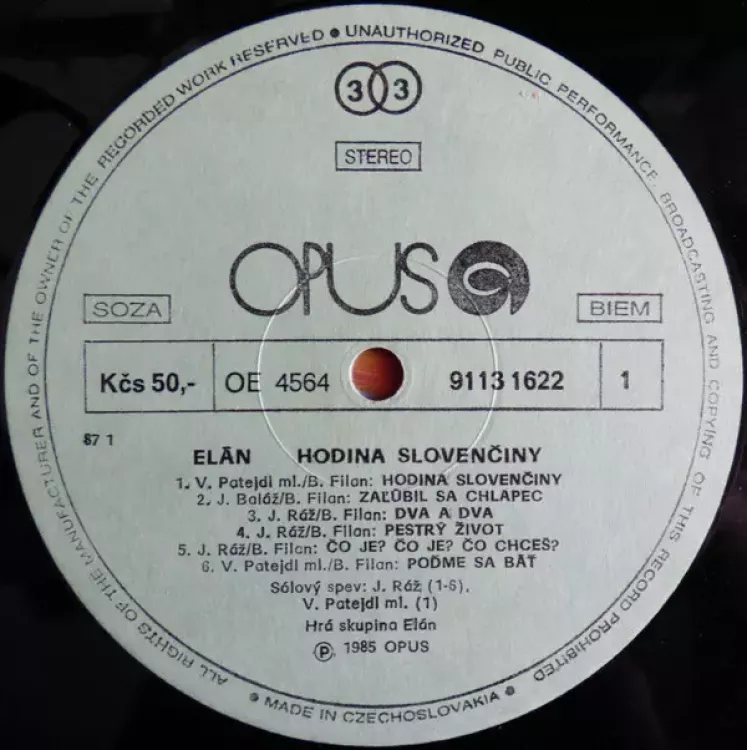 ALL RIGHTS OF THE MANUFACTURER AND OF THE OWNER OF THE RECORDED WORK RESERVED ● UNAUTHORIZED PUBLIC PERFORMANCE, BROADCASTING AND COPYING OF THIS RECORD PROHIBITED
● MADE IN CZECHOSLOVAKIA ●
33
STEREO
OPUS
SOZA
BIEM
Kčs 50,- OE 4564 9113 1622 1
87 1
ELÁN HODINA SLOVENČINY
1. V. Patejdl ml./B. Filan: HODINA SLOVENČINY
2. J. Baláž/B. Filan: ZAĽÚBIL SA CHLAPEC
3. J. Ráž/B. Filan: DVA A DVA
4. J. Ráž/B. Filan: PESTRÝ ŽIVOT
5. J. Ráž/B. Filan: ČO JE? ČO JE? ČO CHCEŠ?
6. V. Patejdl ml./B. Filan: POĎME SA BÁŤ
Sólový spev: J. Ráž (1-6),
V. Patejdl ml. (1)
Hrá skupina Elán
Ⓟ 1985 OPUS